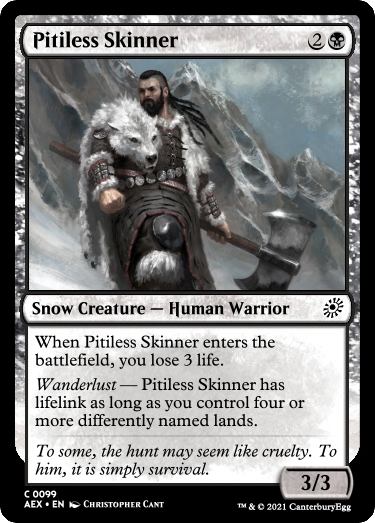 Pitiless Skinner 2
Snow Creature — Human Warrior
When Pitiless Skinner enters the
battlefield, you lose 3 life.
Wanderlust — Pitiless Skinner has
lifelink as long as you control four or
more differently named lands.
To some, the hunt may seem like cruelty. To
him, it is simply survival.
3/3
C 0099
AEX • EN Christopher Cant
™ & © 2021 CanterburyEgg